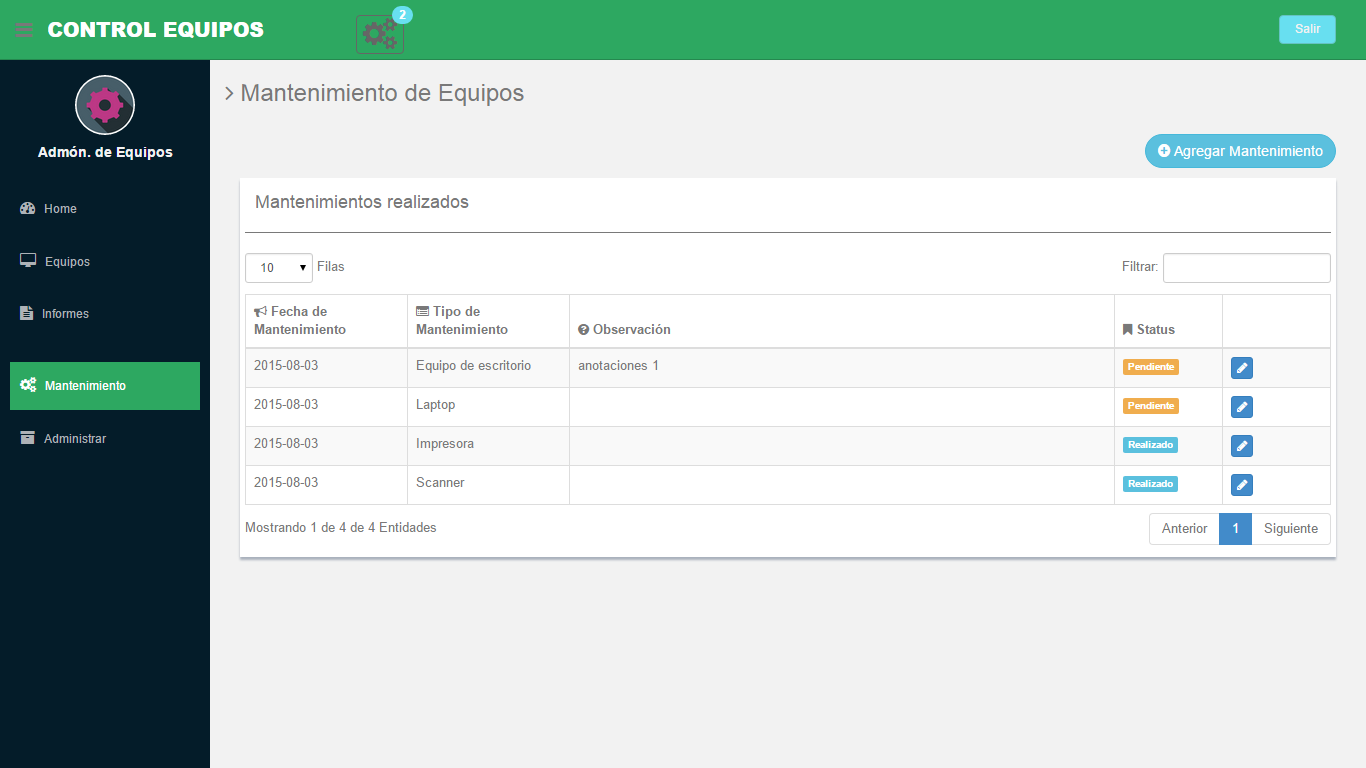 CONTROL EQUIPOS
2
Salir
Admón. de Equipos
Home
Equipos
Informes
Mantenimiento
Administrar
Mantenimiento de Equipos
Agregar Mantenimiento
Mantenimientos realizados
10 Filas
Filtrar:
Fecha de Mantenimiento Tipo de Mantenimiento Observación Status
2015-08-03 Equipo de escritorio anotaciones 1 Pendiente
2015-08-03 Laptop Pendiente
2015-08-03 Impresora Realizado
2015-08-03 Scanner Realizado
Mostrando 1 de 4 de 4 Entidades
Anterior 1 Siguiente